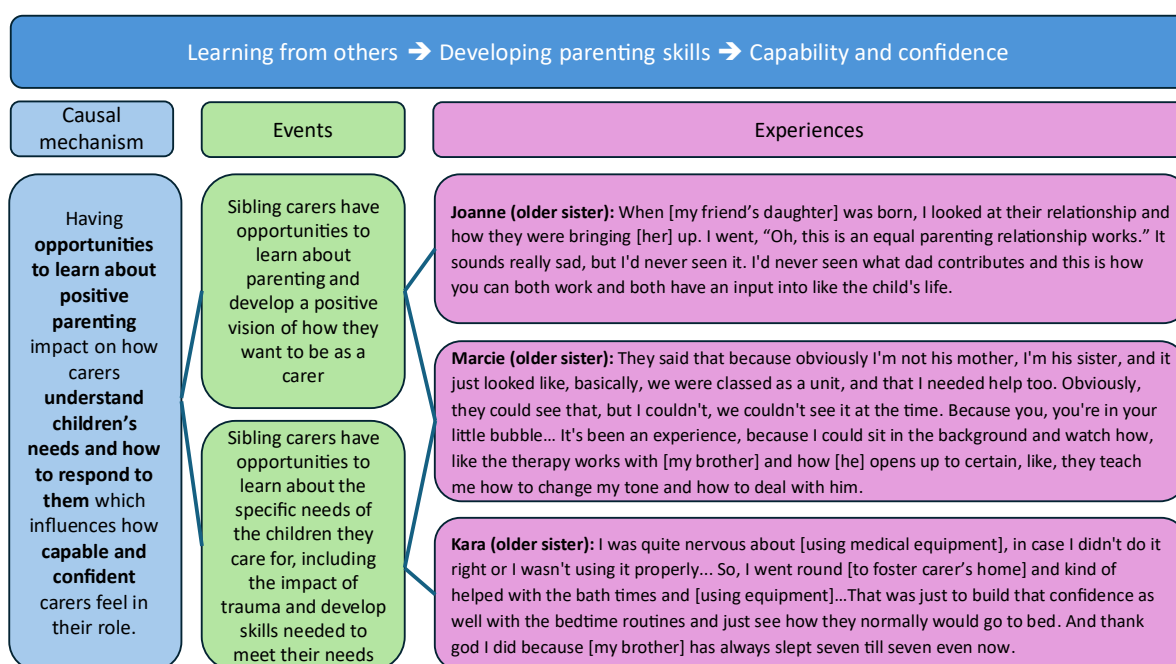 Learning from others ➔ Developing parenting skills ➔ Capability and confidence
Causal
mechanism
Events
Experiences
Having
opportunities
to learn about
positive
parenting
impact on how
carers
understand
children’s
needs and how
to respond to
them which
influences how
capable and
confident
carers feel in
their role.
Sibling carers have
opportunities to
learn about
parenting and
develop a positive
vision of how they
want to be as a
carer
Sibling carers have
opportunities to
learn about the
specific needs of
the children they
care for, including
the impact of
trauma and develop
skills needed to
meet their needs
Joanne (older sister): When [my friend’s daughter] was born, I looked at their relationship and
how they were bringing [her] up. I went, “Oh, this is an equal parenting relationship works.” It
sounds really sad, but I'd never seen it. I'd never seen what dad contributes and this is how
you can both work and both have an input into like the child's life.
Marcie (older sister): They said that because obviously I'm not his mother, I'm his sister, and it
just looked like, basically, we were classed as a unit, and that I needed help too. Obviously,
they could see that, but I couldn't, we couldn't see it at the time. Because you, you're in your
little bubble… It's been an experience, because I could sit in the background and watch how,
like the therapy works with [my brother] and how [he] opens up to certain, like, they teach
me how to change my tone and how to deal with him.
Kara (older sister): I was quite nervous about [using medical equipment], in case I didn't do it
right or I wasn't using it properly... So, I went round [to foster carer’s home] and kind of
helped with the bath times and [using equipment]…That was just to build that confidence as
well with the bedtime routines and just see how they normally would go to bed. And thank
god I did because [my brother] has always slept seven till seven even now.